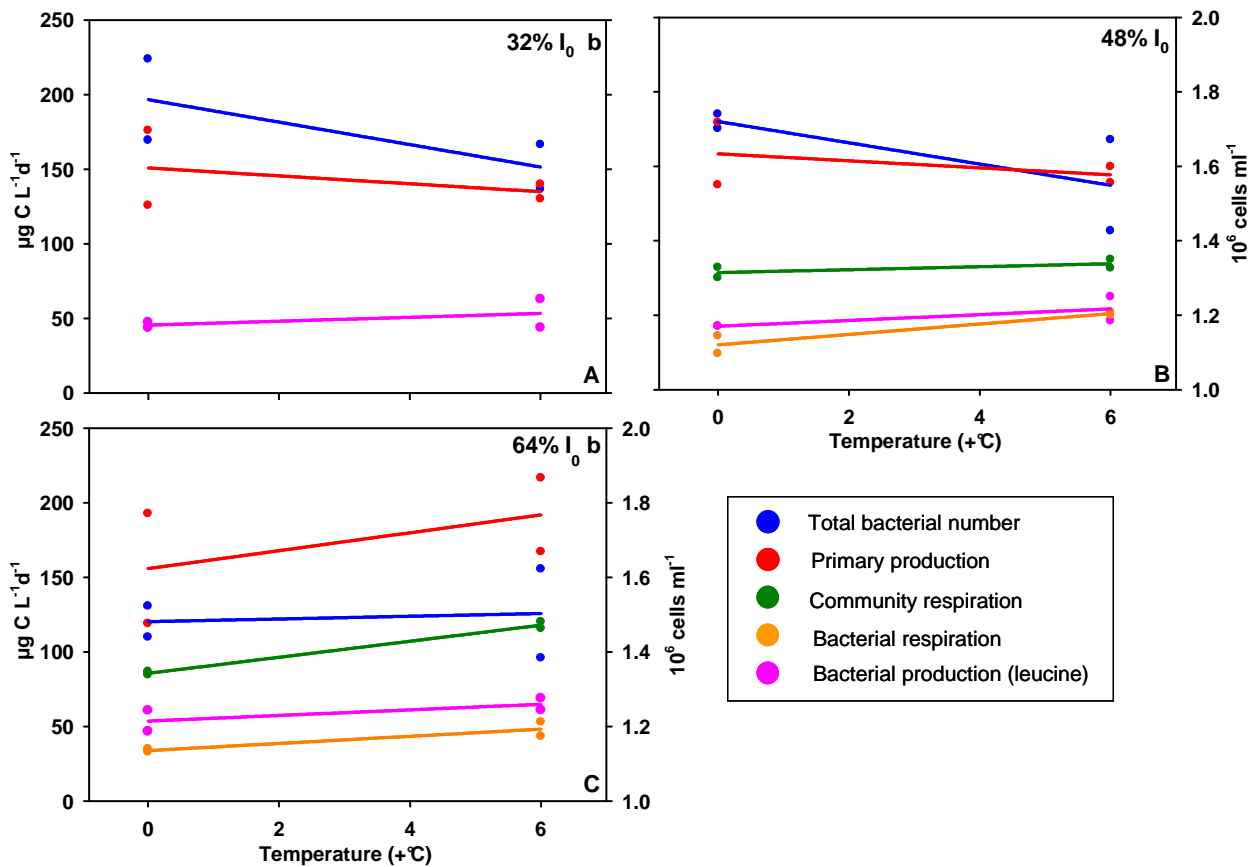 250
200
150
100
50
0
µg C L⁻¹d⁻¹
32% I₀ b
A
2.0
1.8
1.6
1.4
1.2
1.0
10⁶ cells ml⁻¹
48% I₀
B
0 2 4 6
Temperature (+°C)
250
200
150
100
50
0
µg C L⁻¹d⁻¹
64% I₀ b
C
2.0
1.8
1.6
1.4
1.2
1.0
10⁶ cells ml⁻¹
0 2 4 6
Temperature (+°C)
Total bacterial number
Primary production
Community respiration
Bacterial respiration
Bacterial production (leucine)